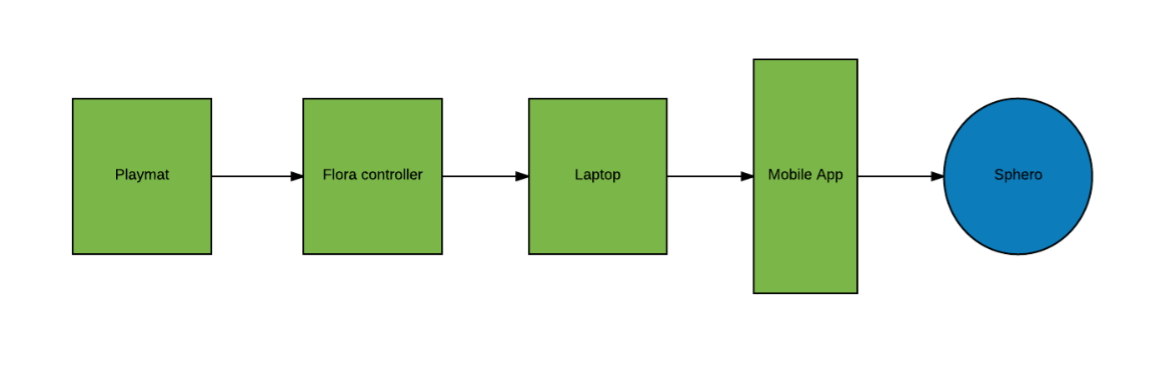 Playmat
Flora controller
Laptop
Mobile App
Sphero